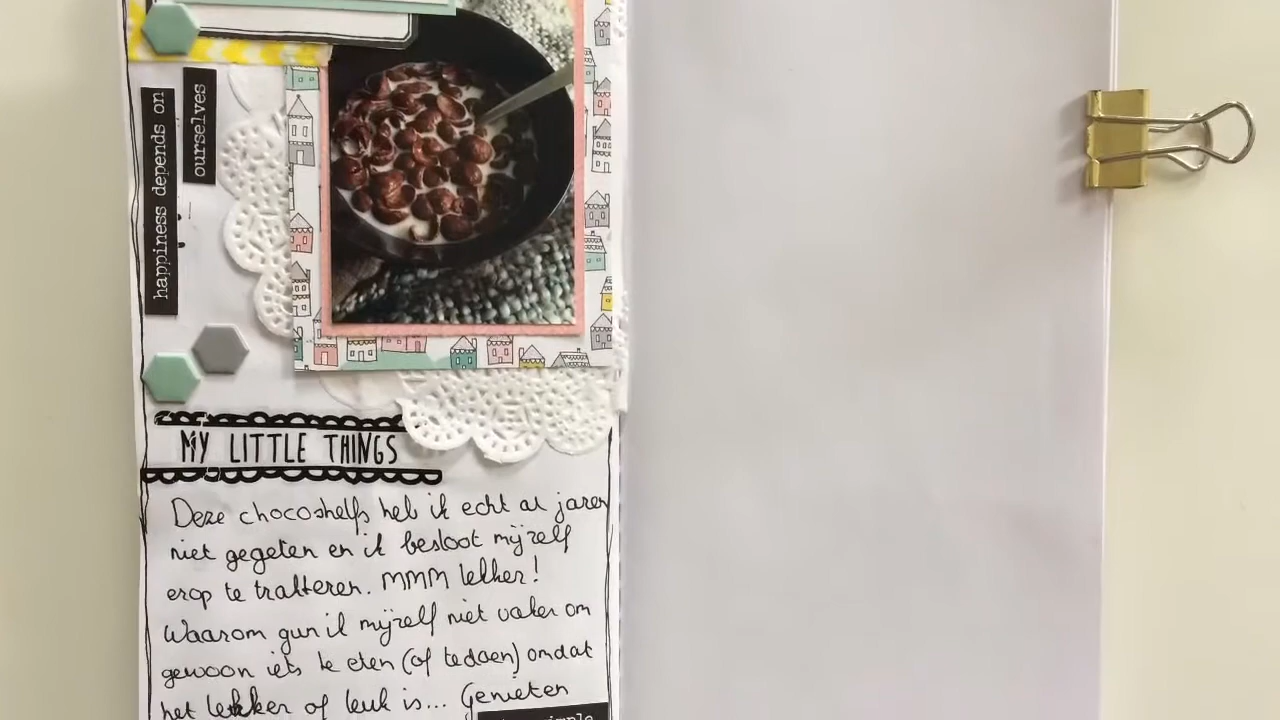 happiness depends on
ourselves
MY LITTLE THINGS
Deze chocoshelfs heb ik echt al jaren
niet gegeten en ik besloot mijzelf
erop te trakteren. MMM lekker!
Waarom gun ik mijzelf niet vaker om
gewoon iets te eten (of te doen) omdat
het lekker of leuk is... Genieten
simple